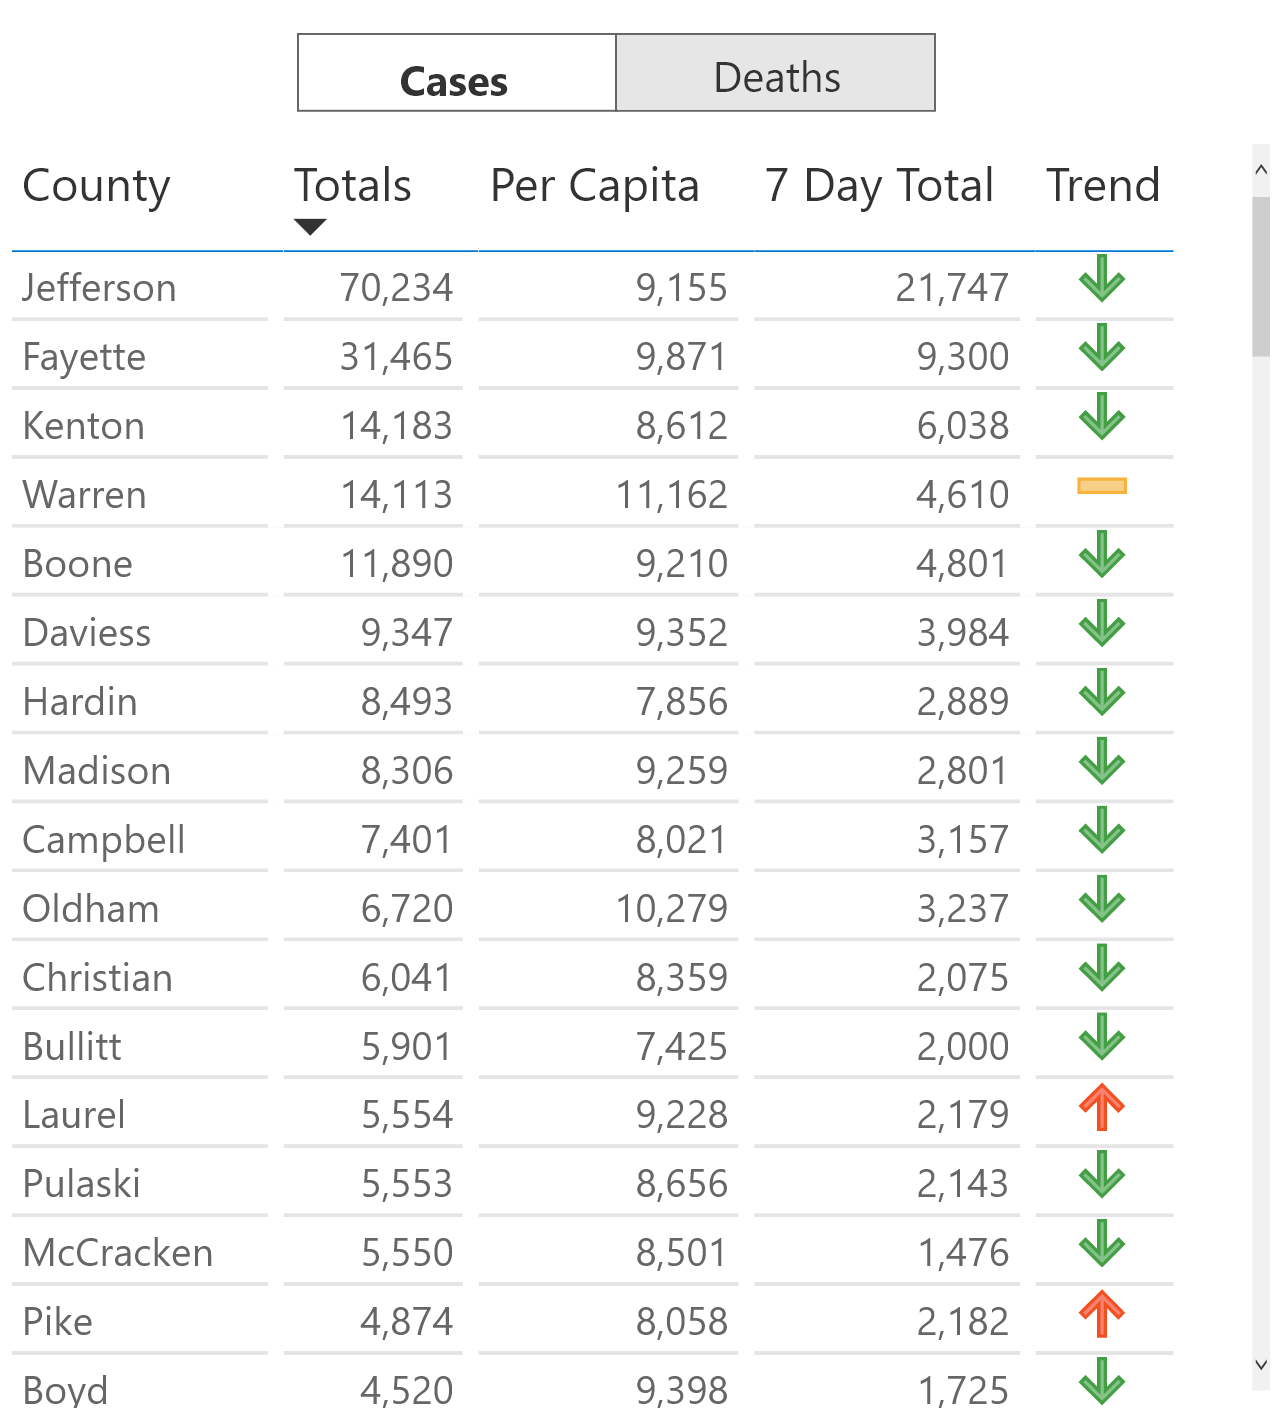 Cases Deaths
County Totals Per Capita 7 Day Total Trend
Jefferson 70,234 9,155 21,747
Fayette 31,465 9,871 9,300
Kenton 14,183 8,612 6,038
Warren 14,113 11,162 4,610
Boone 11,890 9,210 4,801
Daviess 9,347 9,352 3,984
Hardin 8,493 7,856 2,889
Madison 8,306 9,259 2,801
Campbell 7,401 8,021 3,157
Oldham 6,720 10,279 3,237
Christian 6,041 8,359 2,075
Bullitt 5,901 7,425 2,000
Laurel 5,554 9,228 2,179
Pulaski 5,553 8,656 2,143
McCracken 5,550 8,501 1,476
Pike 4,874 8,058 2,182
Boyd 4,520 9,398 1,725